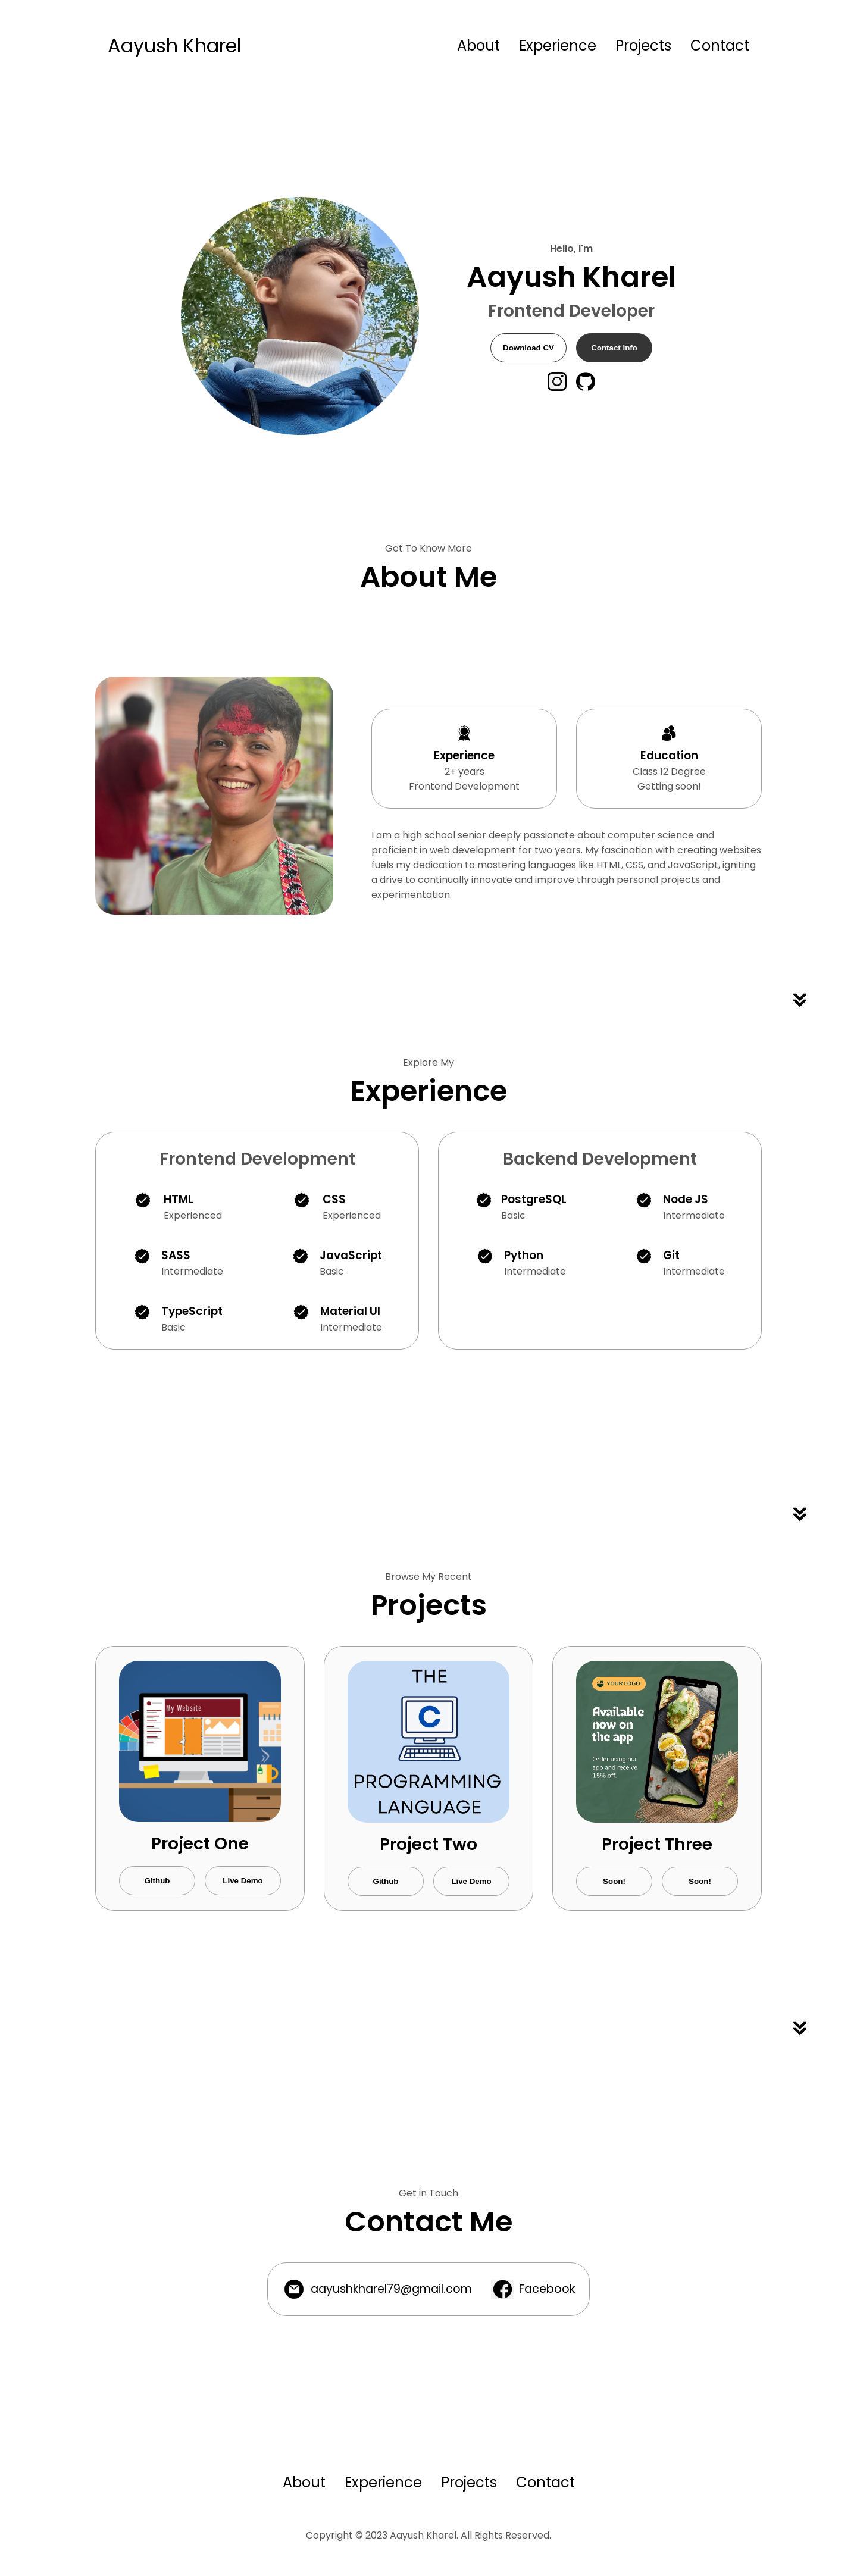 Aayush Kharel
About Experience Projects Contact
Hello, I'm
Aayush Kharel
Frontend Developer
Download CV Contact Info
Get To Know More
About Me
Experience
2+ years
Frontend Development
Education
Class 12 Degree
Getting soon!
I am a high school senior deeply passionate about computer science and
proficient in web development for two years. My fascination with creating websites
fuels my dedication to mastering languages like HTML, CSS, and JavaScript, igniting
a drive to continually innovate and improve through personal projects and
experimentation.
Explore My
Experience
Frontend Development
HTML
Experienced
CSS
Experienced
SASS
Intermediate
JavaScript
Basic
TypeScript
Basic
Material UI
Intermediate
Backend Development
PostgreSQL
Basic
Node JS
Intermediate
Python
Intermediate
Git
Intermediate
Browse My Recent
Projects
My Website
Project One
Github Live Demo
THE
C
PROGRAMMING
LANGUAGE
Project Two
Github Live Demo
YOUR LOGO
Available
now on
the app
Order using our
app and receive
15% off.
Project Three
Soon! Soon!
Get in Touch
Contact Me
aayushkharel79@gmail.com Facebook
About Experience Projects Contact
Copyright © 2023 Aayush Kharel. All Rights Reserved.